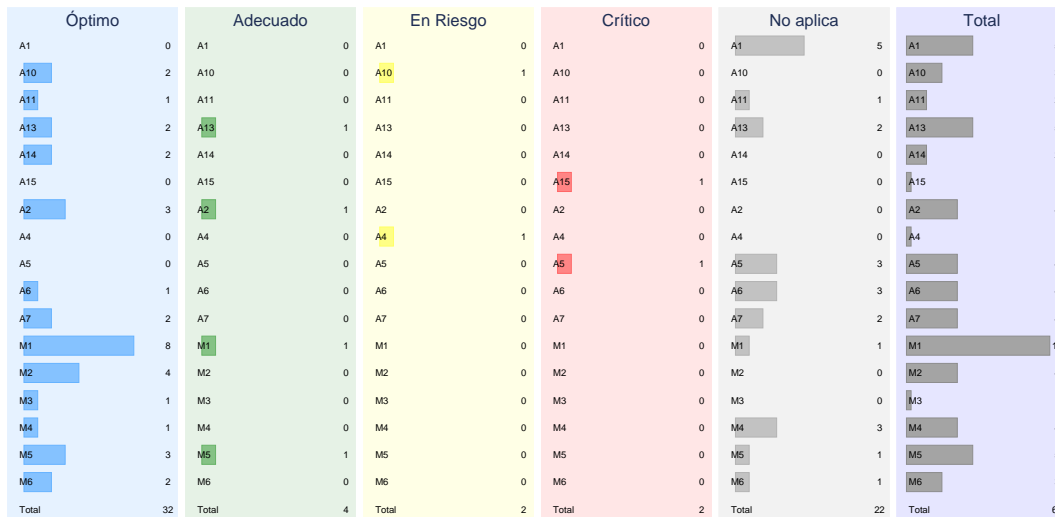 Óptimo Adecuado En Riesgo Crítico No aplica Total
A1 0 A1 0 A1 0 A1 0 A1 5 A1
A10 2 A10 0 A10 1 A10 0 A10 0 A10
A11 1 A11 0 A11 0 A11 0 A11 1 A11
A13 2 A13 1 A13 0 A13 0 A13 2 A13
A14 2 A14 0 A14 0 A14 0 A14 0 A14
A15 0 A15 0 A15 0 A15 1 A15 0 A15
A2 3 A2 1 A2 0 A2 0 A2 0 A2
A4 0 A4 0 A4 1 A4 0 A4 0 A4
A5 0 A5 0 A5 0 A5 1 A5 3 A5
A6 1 A6 0 A6 0 A6 0 A6 3 A6
A7 2 A7 0 A7 0 A7 0 A7 2 A7
M1 8 M1 1 M1 0 M1 0 M1 1 M1
M2 4 M2 0 M2 0 M2 0 M2 0 M2
M3 1 M3 0 M3 0 M3 0 M3 0 M3
M4 1 M4 0 M4 0 M4 0 M4 3 M4
M5 3 M5 1 M5 0 M5 0 M5 1 M5
M6 2 M6 0 M6 0 M6 0 M6 1 M6
Total 32 Total 4 Total 2 Total 2 Total 22 Total